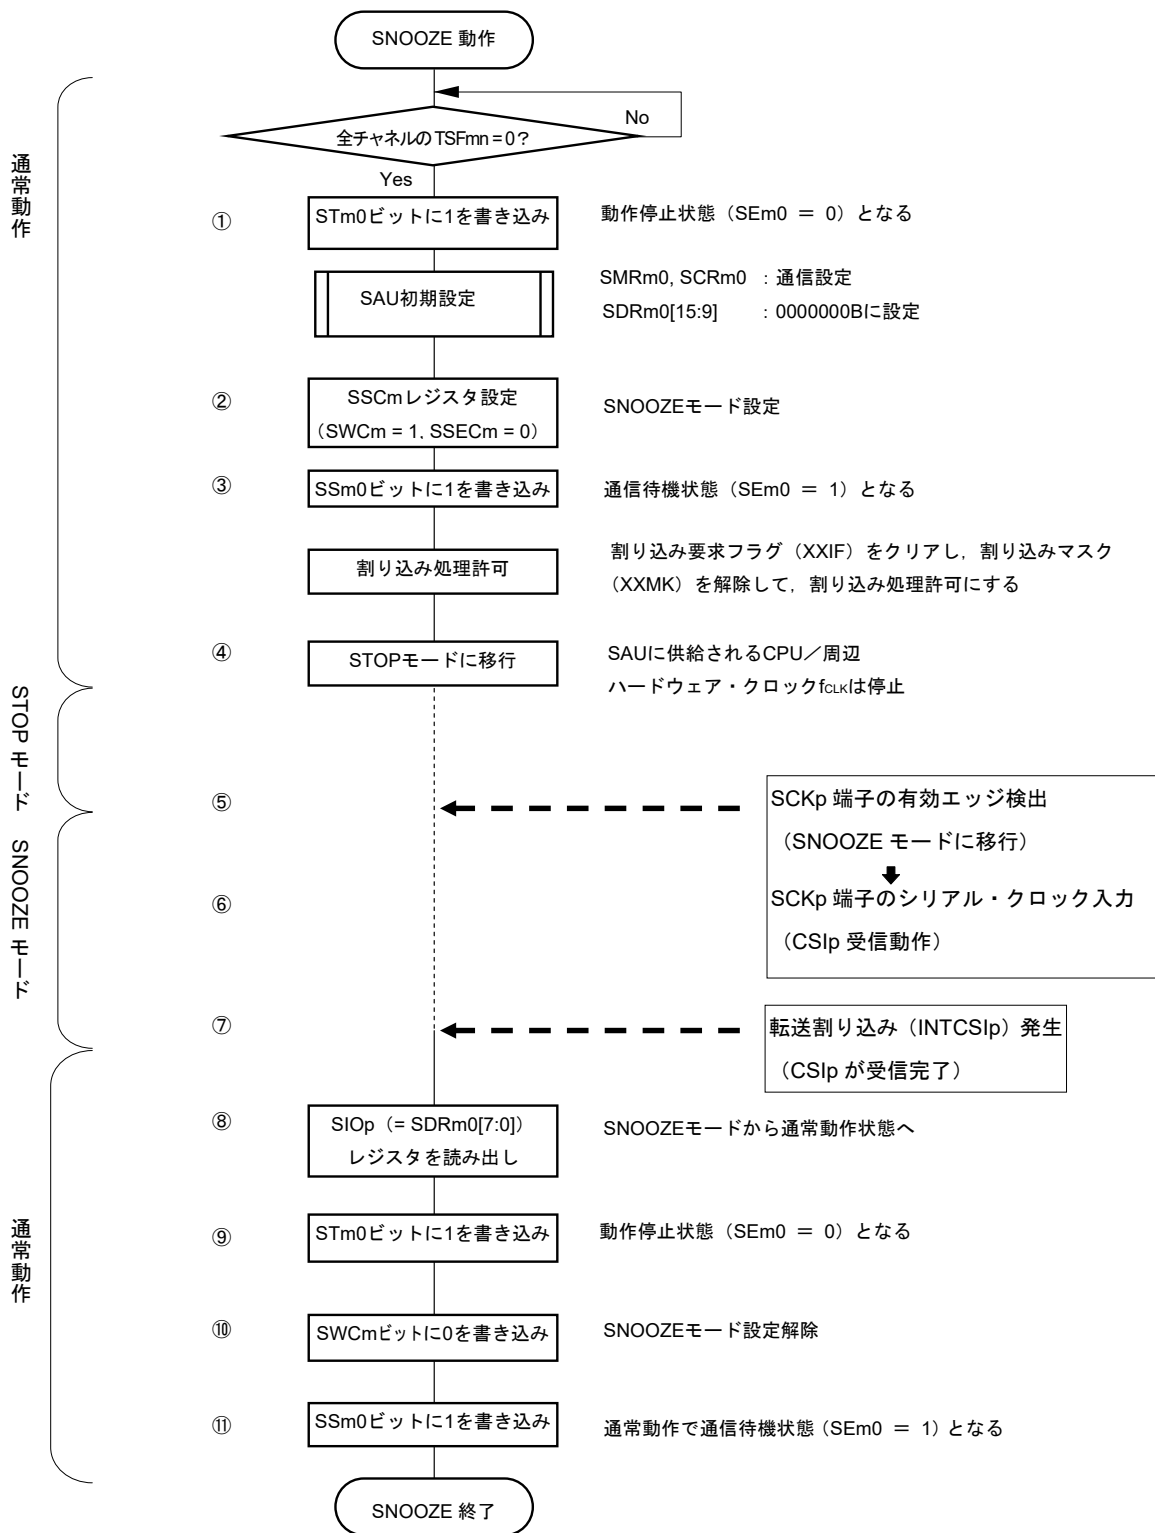 SNOOZE 動作
通常動作
No
全チャネルのTSFmn = 0？
Yes
① STm0ビットに1を書き込み 動作停止状態（SEm0 ＝ 0）となる
SAU初期設定
SMRm0, SCRm0 ：通信設定
SDRm0[15:9] ：0000000Bに設定
② SSCmレジスタ設定
（SWCm = 1, SSECm = 0）
SNOOZEモード設定
③ SSm0ビットに1を書き込み 通信待機状態（SEm0 ＝ 1）となる
割り込み処理許可
割り込み要求フラグ（XXIF）をクリアし，割り込みマスク
（XXMK）を解除して，割り込み処理許可にする
④ STOPモードに移行
SAUに供給されるCPU／周辺
ハードウェア・クロックfCLKは停止
STOP モード
⑤
SCKp 端子の有効エッジ検出
（SNOOZE モードに移行）
SNOOZE モード
⑥
SCKp 端子のシリアル・クロック入力
（CSIp 受信動作）
⑦
転送割り込み（INTCSIp）発生
（CSIp が受信完了）
通常動作
⑧ SIOp（= SDRm0[7:0]）
レジスタを読み出し
SNOOZEモードから通常動作状態へ
⑨ STm0ビットに1を書き込み 動作停止状態（SEm0 ＝ 0）となる
⑩ SWCmビットに0を書き込み SNOOZEモード設定解除
⑪ SSm0ビットに1を書き込み 通常動作で通信待機状態（SEm0 ＝ 1）となる
SNOOZE 終了